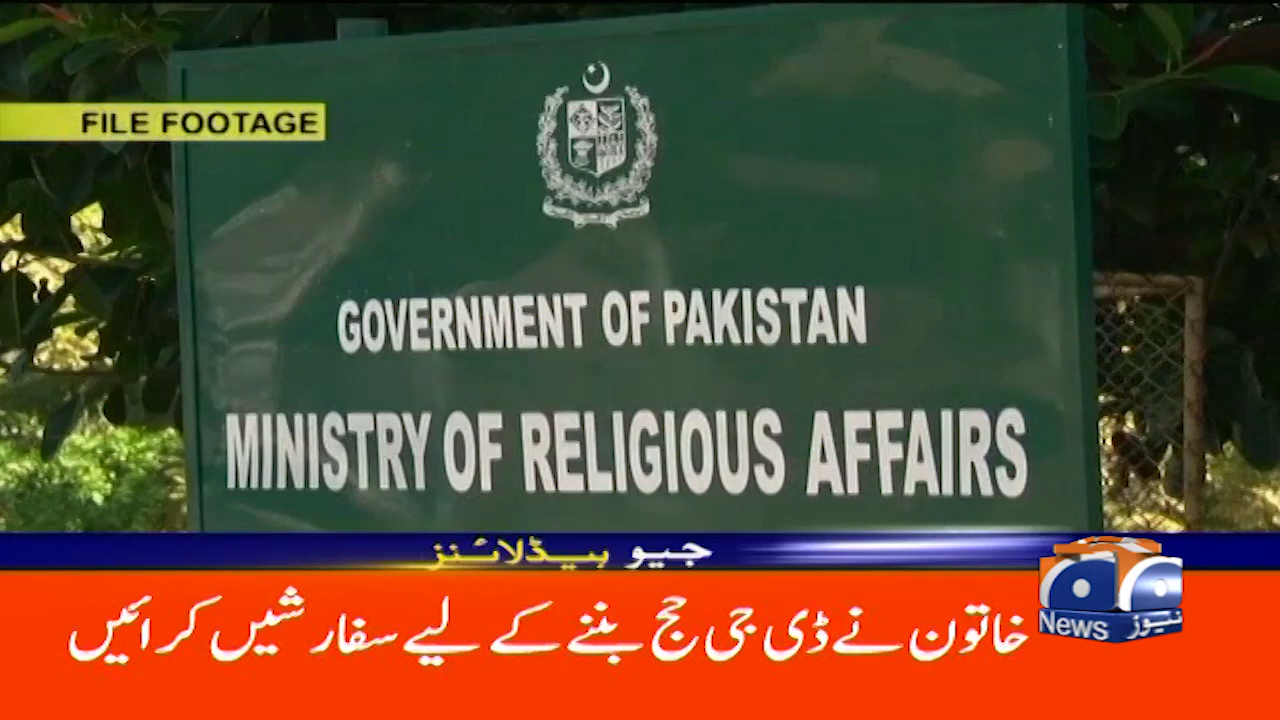 FILE FOOTAGE
GOVERNMENT OF PAKISTAN
MINISTRY OF RELIGIOUS AFFAIRS
جیو ہیڈلائنز
خاتون نے ڈی جی حج بننے کے لیے سفارشیں کرائیں
News نیوز